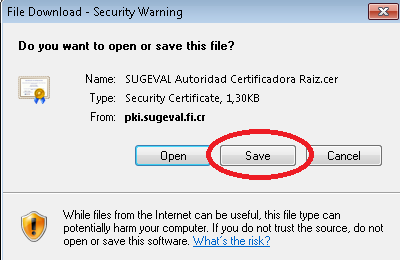 File Download - Security Warning
Do you want to open or save this file?
Name: SUGEVAL Autoridad Certificadora Raiz.cer
Type: Security Certificate, 1,30KB
From: pki.sugeval.fi.cr
Open Save Cancel
While files from the Internet can be useful, this file type can
potentially harm your computer. If you do not trust the source, do not
open or save this software. What's the risk?